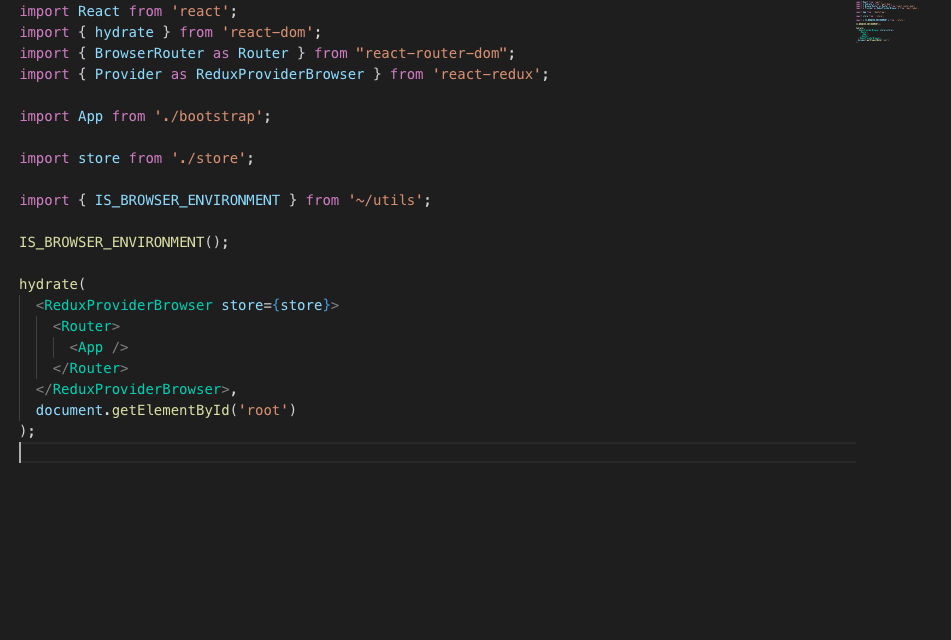 import React from 'react';
import { hydrate } from 'react-dom';
import { BrowserRouter as Router } from "react-router-dom";
import { Provider as ReduxProviderBrowser } from 'react-redux';
import App from './bootstrap';
import store from './store';
import { IS_BROWSER_ENVIRONMENT } from '~/utils';
IS_BROWSER_ENVIRONMENT();
hydrate(
<ReduxProviderBrowser store={store}>
<Router>
<App />
</Router>
</ReduxProviderBrowser>,
document.getElementById('root')
);